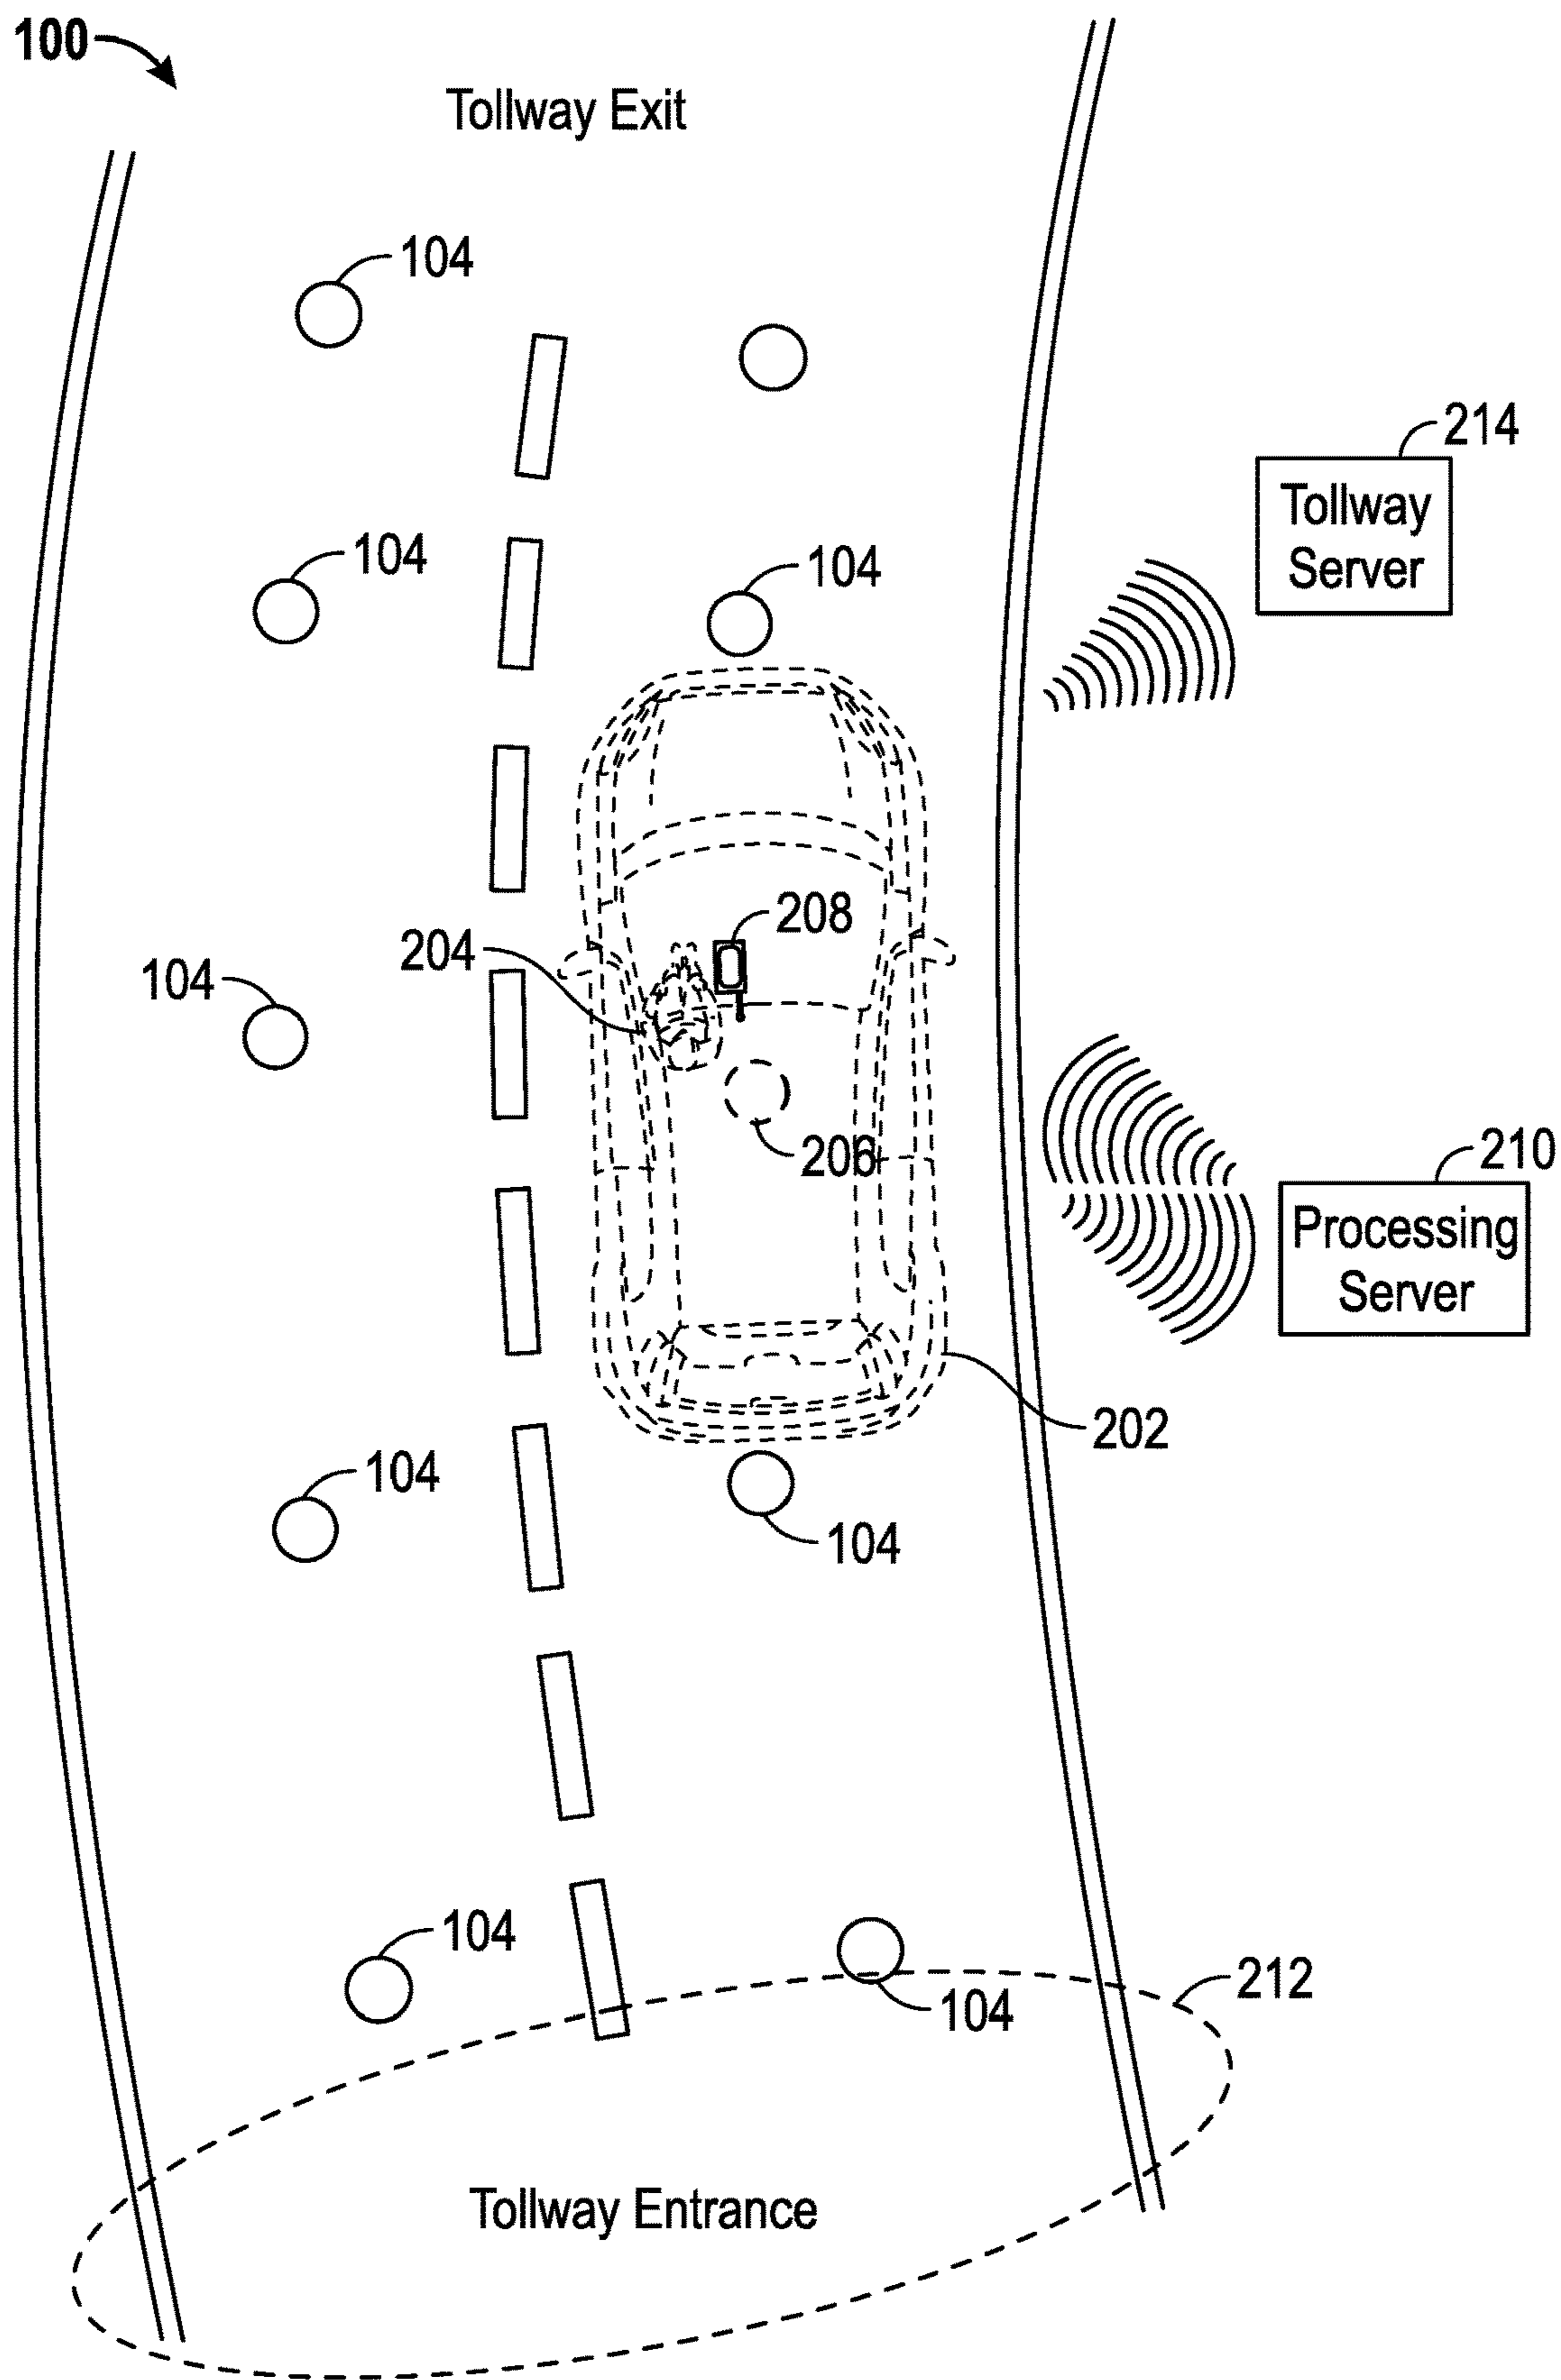 100
Tollway Exit
104
214
Tollway
Server
104
104
208
204
104
206
210
Processing
Server
202
104
104
104
212
104
Tollway Entrance